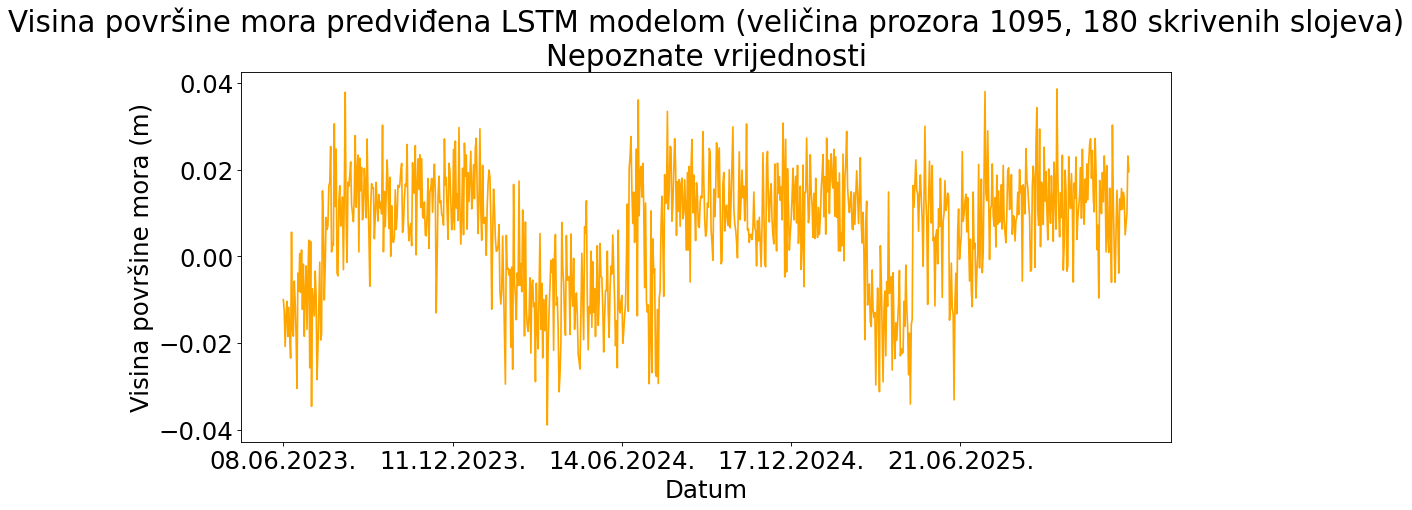 Visina površine mora predviđena LSTM modelom (veličina prozora 1095, 180 skrivenih slojeva)
Nepoznate vrijednosti
Visina površine mora (m)
0.04
0.02
0.00
−0.02
−0.04
08.06.2023. 11.12.2023. 14.06.2024. 17.12.2024. 21.06.2025.
Datum